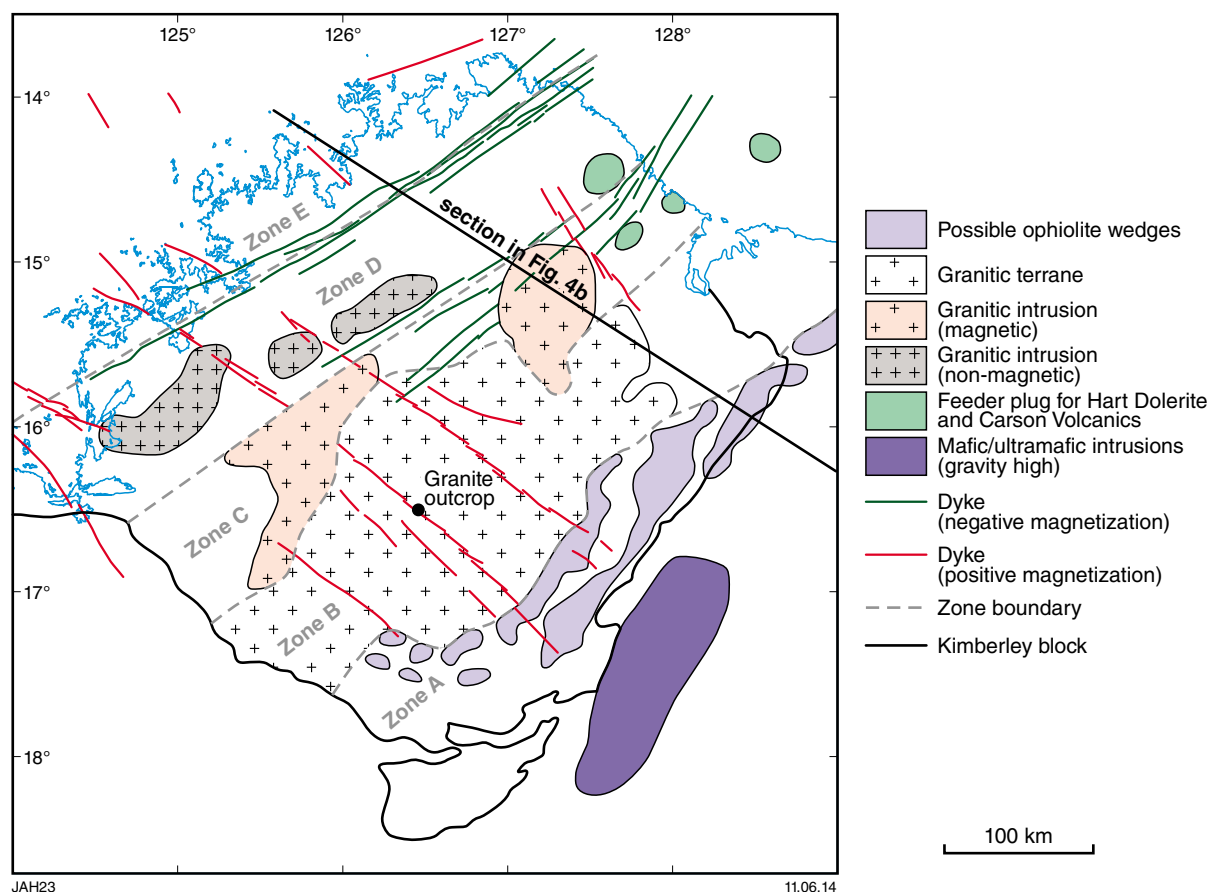 125°
126°
127°
128°
14°
15°
16°
17°
18°
Zone E
Zone D
Zone C
Zone B
Zone A
section in Fig. 4b
Granite
outcrop
Possible ophiolite wedges
Granitic terrane
Granitic intrusion
(magnetic)
Granitic intrusion
(non-magnetic)
Feeder plug for Hart Dolerite
and Carson Volcanics
Mafic/ultramafic intrusions
(gravity high)
Dyke
(negative magnetization)
Dyke
(positive magnetization)
Zone boundary
Kimberley block
100 km
JAH23
11.06.14